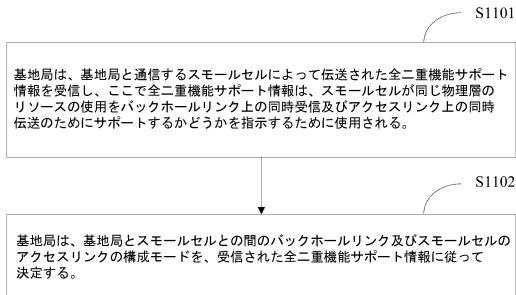 S1101
基地局は、基地局と通信するスモールセルによって伝送された全二重機能サポート
情報を受信し、ここで全二重機能サポート情報は、スモールセルが同じ物理層の
リソースの使用をバックホールリンク上の同時受信及びアクセスリンク上の同時
伝送のためにサポートするかどうかを指示するために使用される。
S1102
基地局は、基地局とスモールセルとの間のバックホールリンク及びスモールセルの
アクセスリンクの構成モードを、受信された全二重機能サポート情報に従って
決定する。